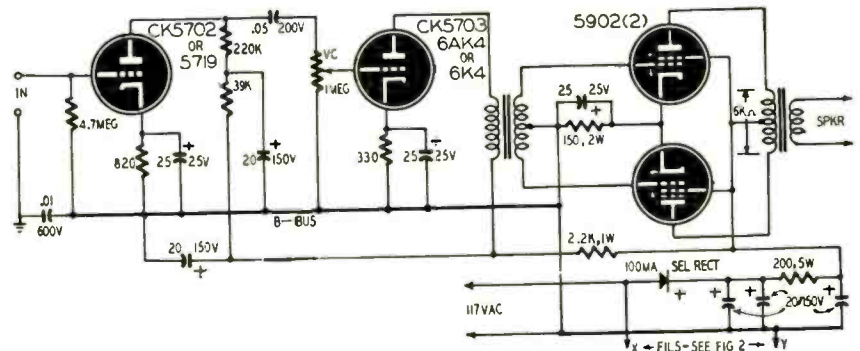 CK5702
OR
5719
.05
200V
CK5703
6AK4
OR
6K4
5902(2)
IN
4.7MEG
220K
39K
VC
1MEG
25 25V
+
150, 2W
6KΩ
SPKR
820
25
+
25V
20
+
150V
330
25
25V
.01
600V
B-BUS
20 150V
+
2.2K, 1W
100MA SEL RECT
+
200, 5W
+
+
+
20/150V
117VAC
X ← FILS-SEE FIG 2 → Y